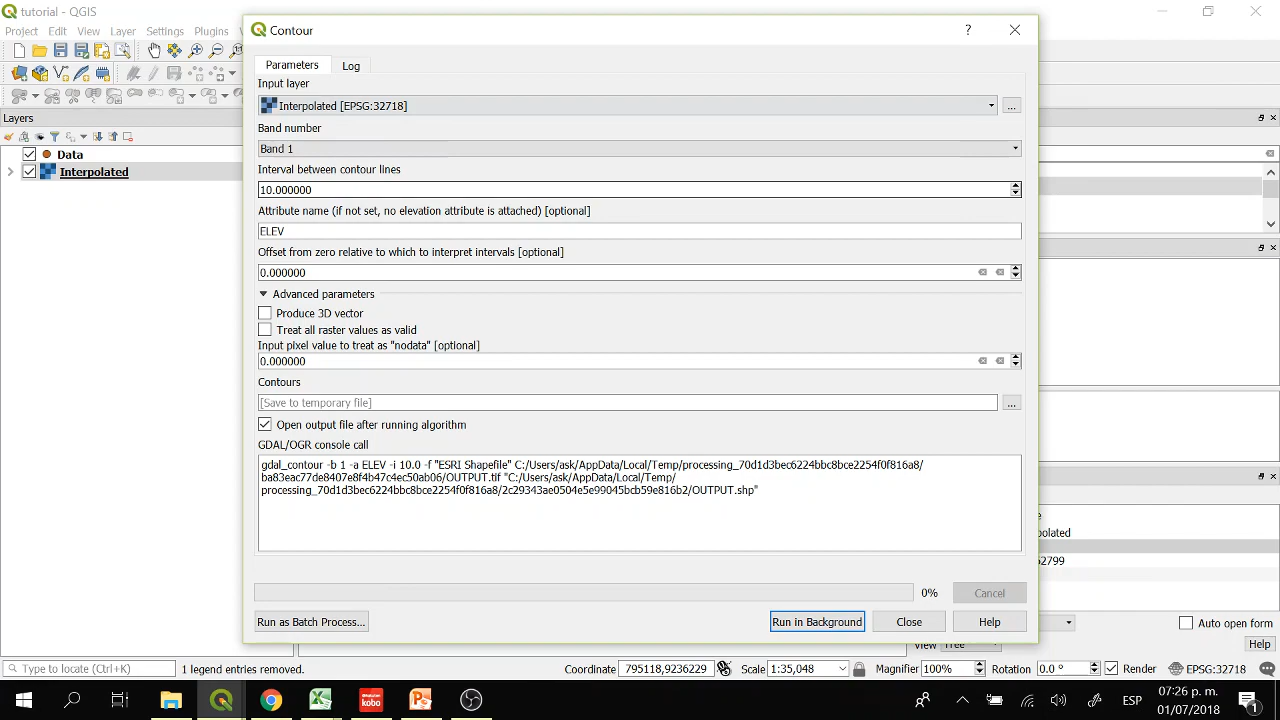 tutorial - QGIS
Project Edit View Layer Settings Plugins
Layers
Data
Interpolated
Contour
?
Parameters
Log
Input layer
Interpolated [EPSG:32718]
...
Band number
Band 1
Interval between contour lines
10.000000
Attribute name (if not set, no elevation attribute is attached) [optional]
ELEV
Offset from zero relative to which to interpret intervals [optional]
0.000000
Advanced parameters
Produce 3D vector
Treat all raster values as valid
Input pixel value to treat as "nodata" [optional]
0.000000
Contours
[Save to temporary file]
...
Open output file after running algorithm
GDAL/OGR console call
gdal_contour -b 1 -a ELEV -i 10.0 -f "ESRI Shapefile" C:/Users/ask/AppData/Local/Temp/processing_70d1d3bec6224bbc8bce2254f0f816a8/
ba83eac77de8407e8f4b47c4ec50ab06/OUTPUT.tif "C:/Users/ask/AppData/Local/Temp/
processing_70d1d3bec6224bbc8bce2254f0f816a8/2c29343ae0504e5e99045bcb59e816b2/OUTPUT.shp"
0%
Cancel
Run as Batch Process...
Run in Background
Close
Help
polated
62799
Auto open form
View Tree
Help
Type to locate (Ctrl+K)
1 legend entries removed.
Coordinate 795118,9236229
Scale 1:35,048
Magnifier 100%
Rotation 0.0 °
Render
EPSG:32718
kobo
ESP
07:26 p. m.
01/07/2018
1